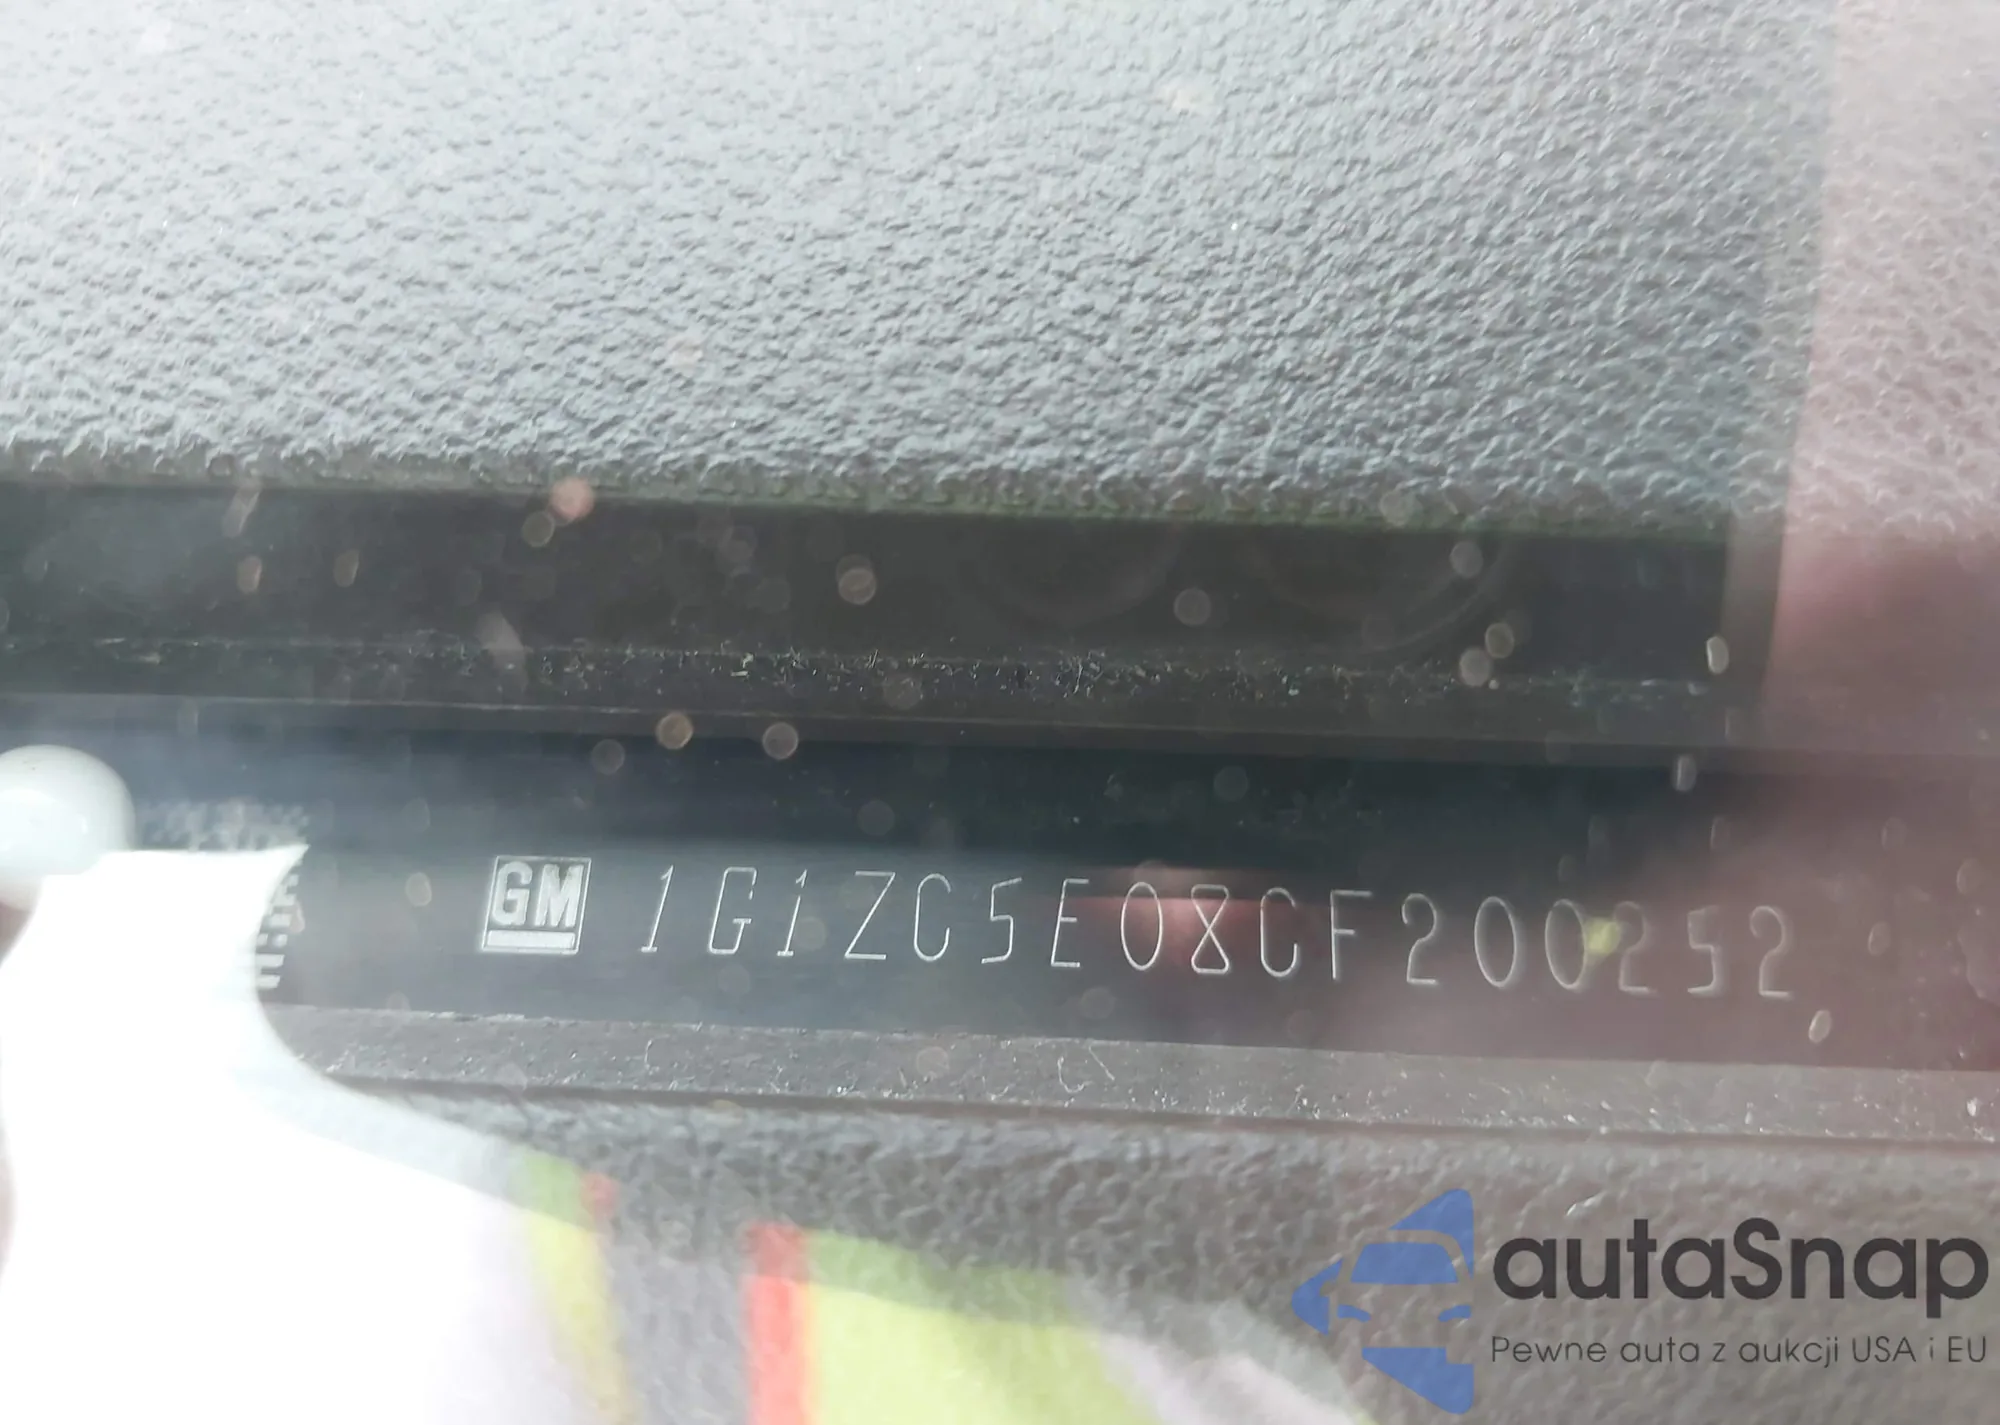 GM 1G1ZC5E08CF200252
autaSnap
Pewne auta z aukcji USA i EU